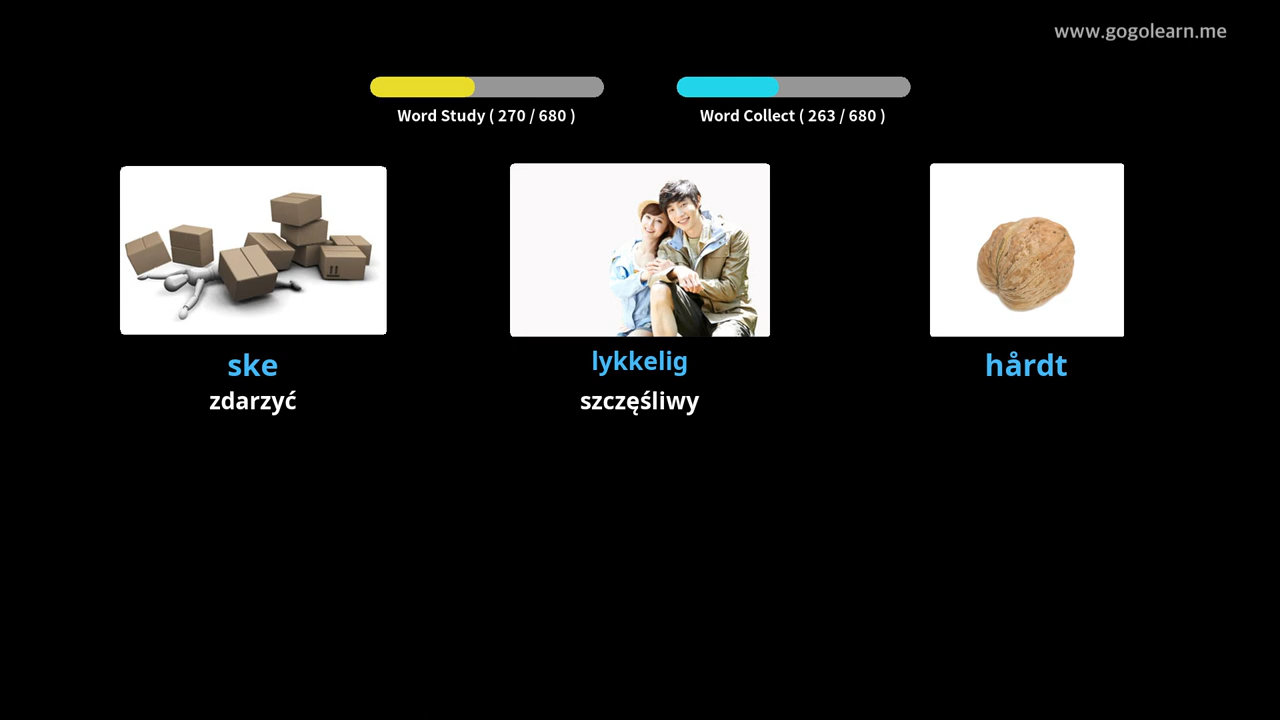 www.gogolearn.me
Word Study ( 270 / 680 )
Word Collect ( 263 / 680 )
ske
zdarzyć
lykkelig
szczęśliwy
hårdt